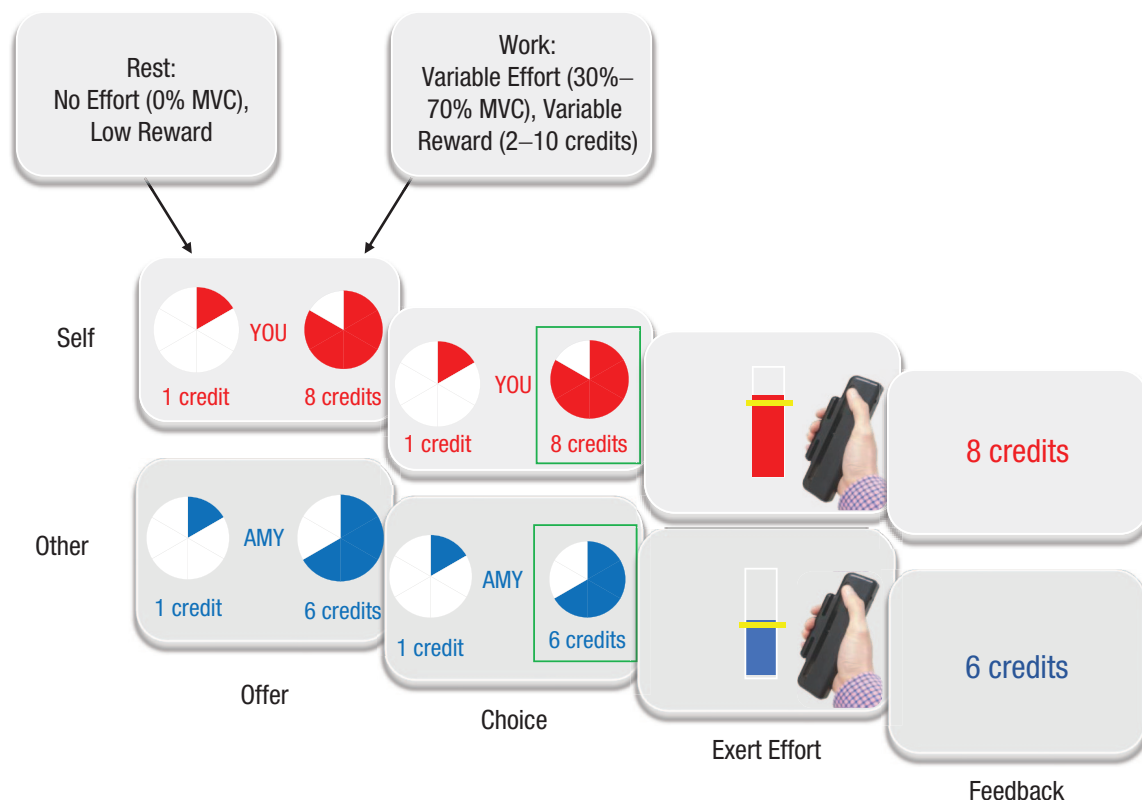 Rest:
No Effort (0% MVC),
Low Reward
Work:
Variable Effort (30%–
70% MVC), Variable
Reward (2–10 credits)
Self
YOU
1 credit
8 credits
YOU
1 credit
8 credits
8 credits
Other
AMY
1 credit
6 credits
AMY
1 credit
6 credits
6 credits
Offer
Choice
Exert Effort
Feedback